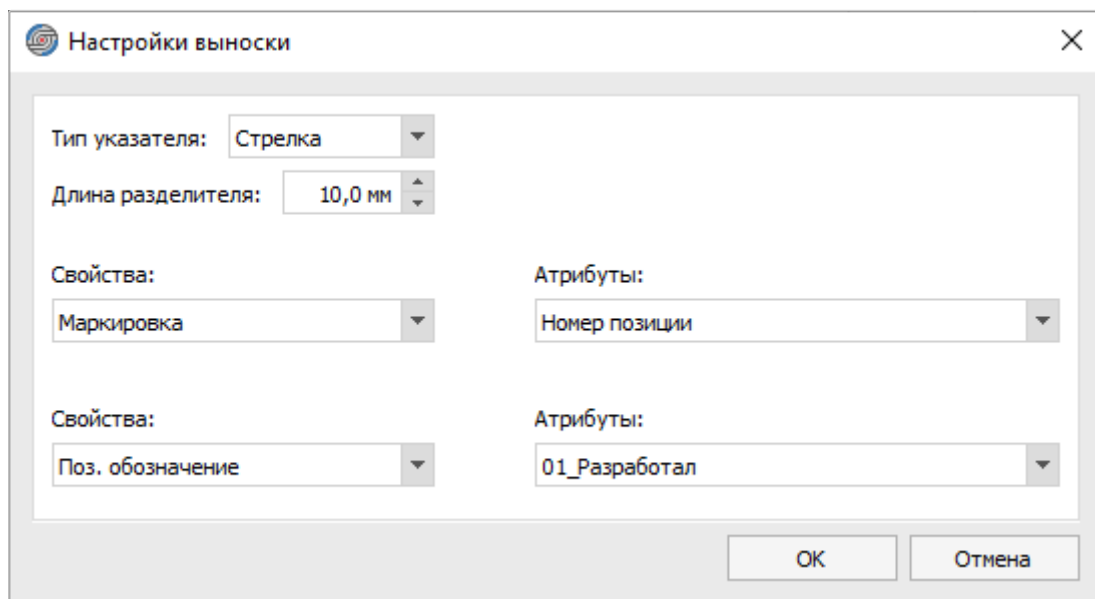 Настройки выноски
Тип указателя: Стрелка
Длина разделителя: 10,0 мм
Свойства: Атрибуты:
Маркировка Номер позиции
Свойства: Атрибуты:
Поз. обозначение 01_Разработал
ОК Отмена